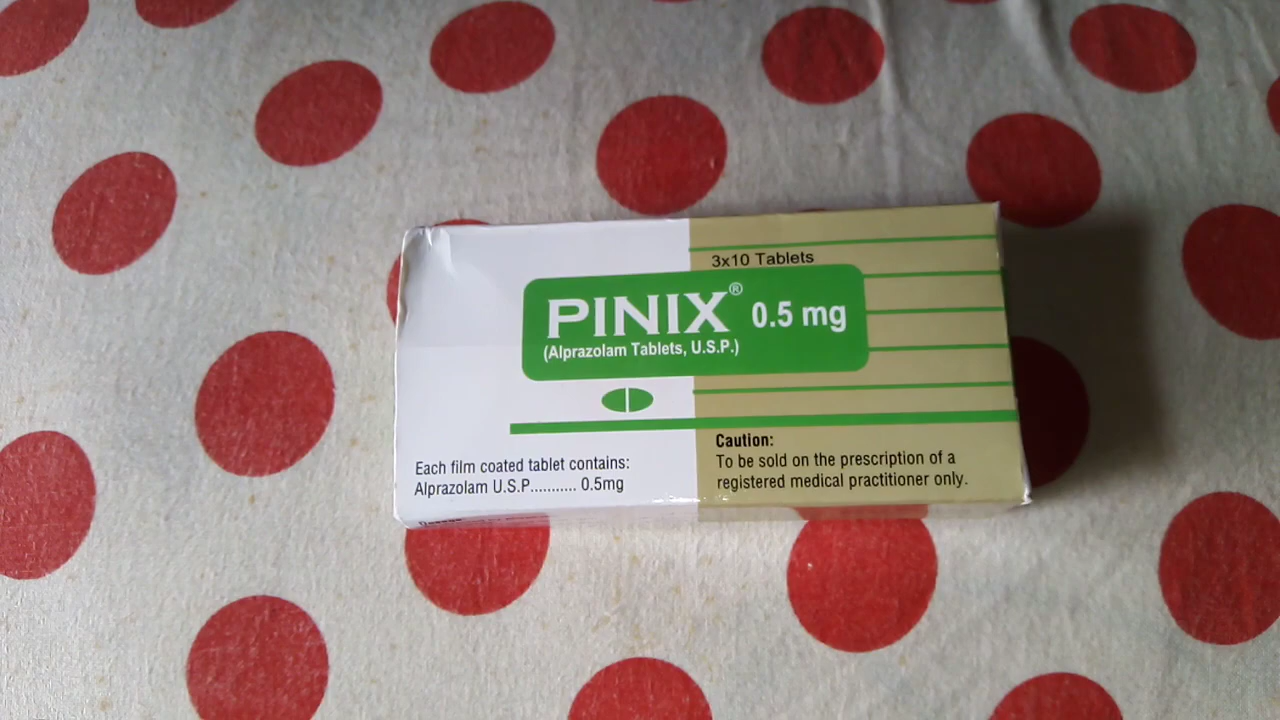 3x10 Tablets
PINIX® 0.5 mg
(Alprazolam Tablets, U.S.P.)
Each film coated tablet contains:
Alprazolam U.S.P........... 0.5mg
Caution:
To be sold on the prescription of a
registered medical practitioner only.